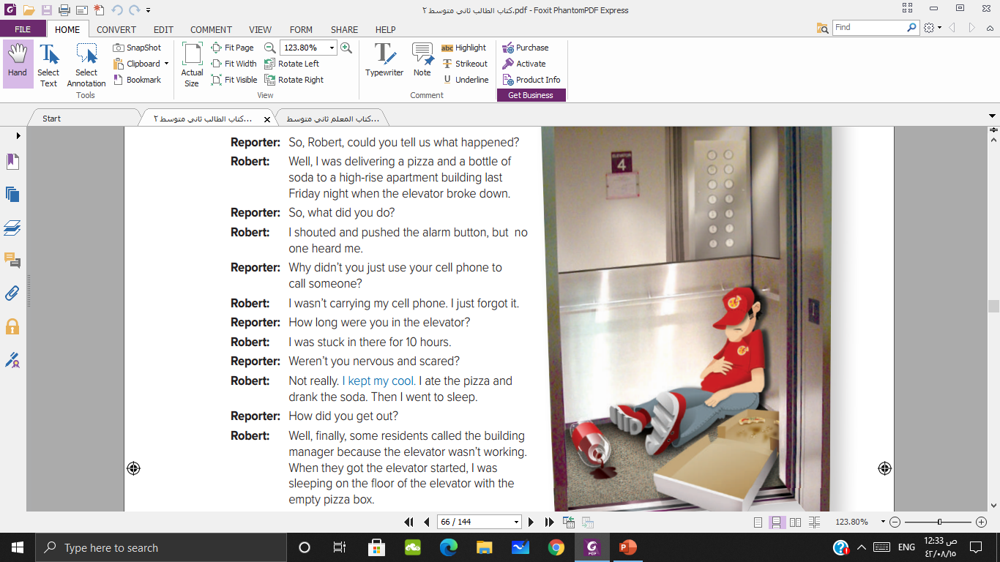 كتاب الطالب ثاني متوسط ٢.pdf - Foxit PhantomPDF Express
FILE HOME CONVERT EDIT COMMENT VIEW FORM SHARE HELP
Find
Hand
Select Text
Select Annotation
SnapShot
Clipboard
Bookmark
Tools
Actual Size
Fit Page
Fit Width
Fit Visible
123.80%
Rotate Left
Rotate Right
View
Typewriter
Note
Highlight
Strikeout
Underline
Comment
Purchase
Activate
Product Info
Get Business
Start
كتاب الطالب ثاني متوسط ٢...
كتاب المعلم ثاني متوسط...
Reporter: So, Robert, could you tell us what happened?
Robert: Well, I was delivering a pizza and a bottle of
soda to a high-rise apartment building last
Friday night when the elevator broke down.
Reporter: So, what did you do?
Robert: I shouted and pushed the alarm button, but no
one heard me.
Reporter: Why didn't you just use your cell phone to
call someone?
Robert: I wasn't carrying my cell phone. I just forgot it.
Reporter: How long were you in the elevator?
Robert: I was stuck in there for 10 hours.
Reporter: Weren't you nervous and scared?
Robert: Not really. I kept my cool. I ate the pizza and
drank the soda. Then I went to sleep.
Reporter: How did you get out?
Robert: Well, finally, some residents called the building
manager because the elevator wasn't working.
When they got the elevator started, I was
sleeping on the floor of the elevator with the
empty pizza box.
ELEVATOR
4
66 / 144
123.80%
Type here to search
ENG
12:33 ص
٤٢/٠٨/١٥